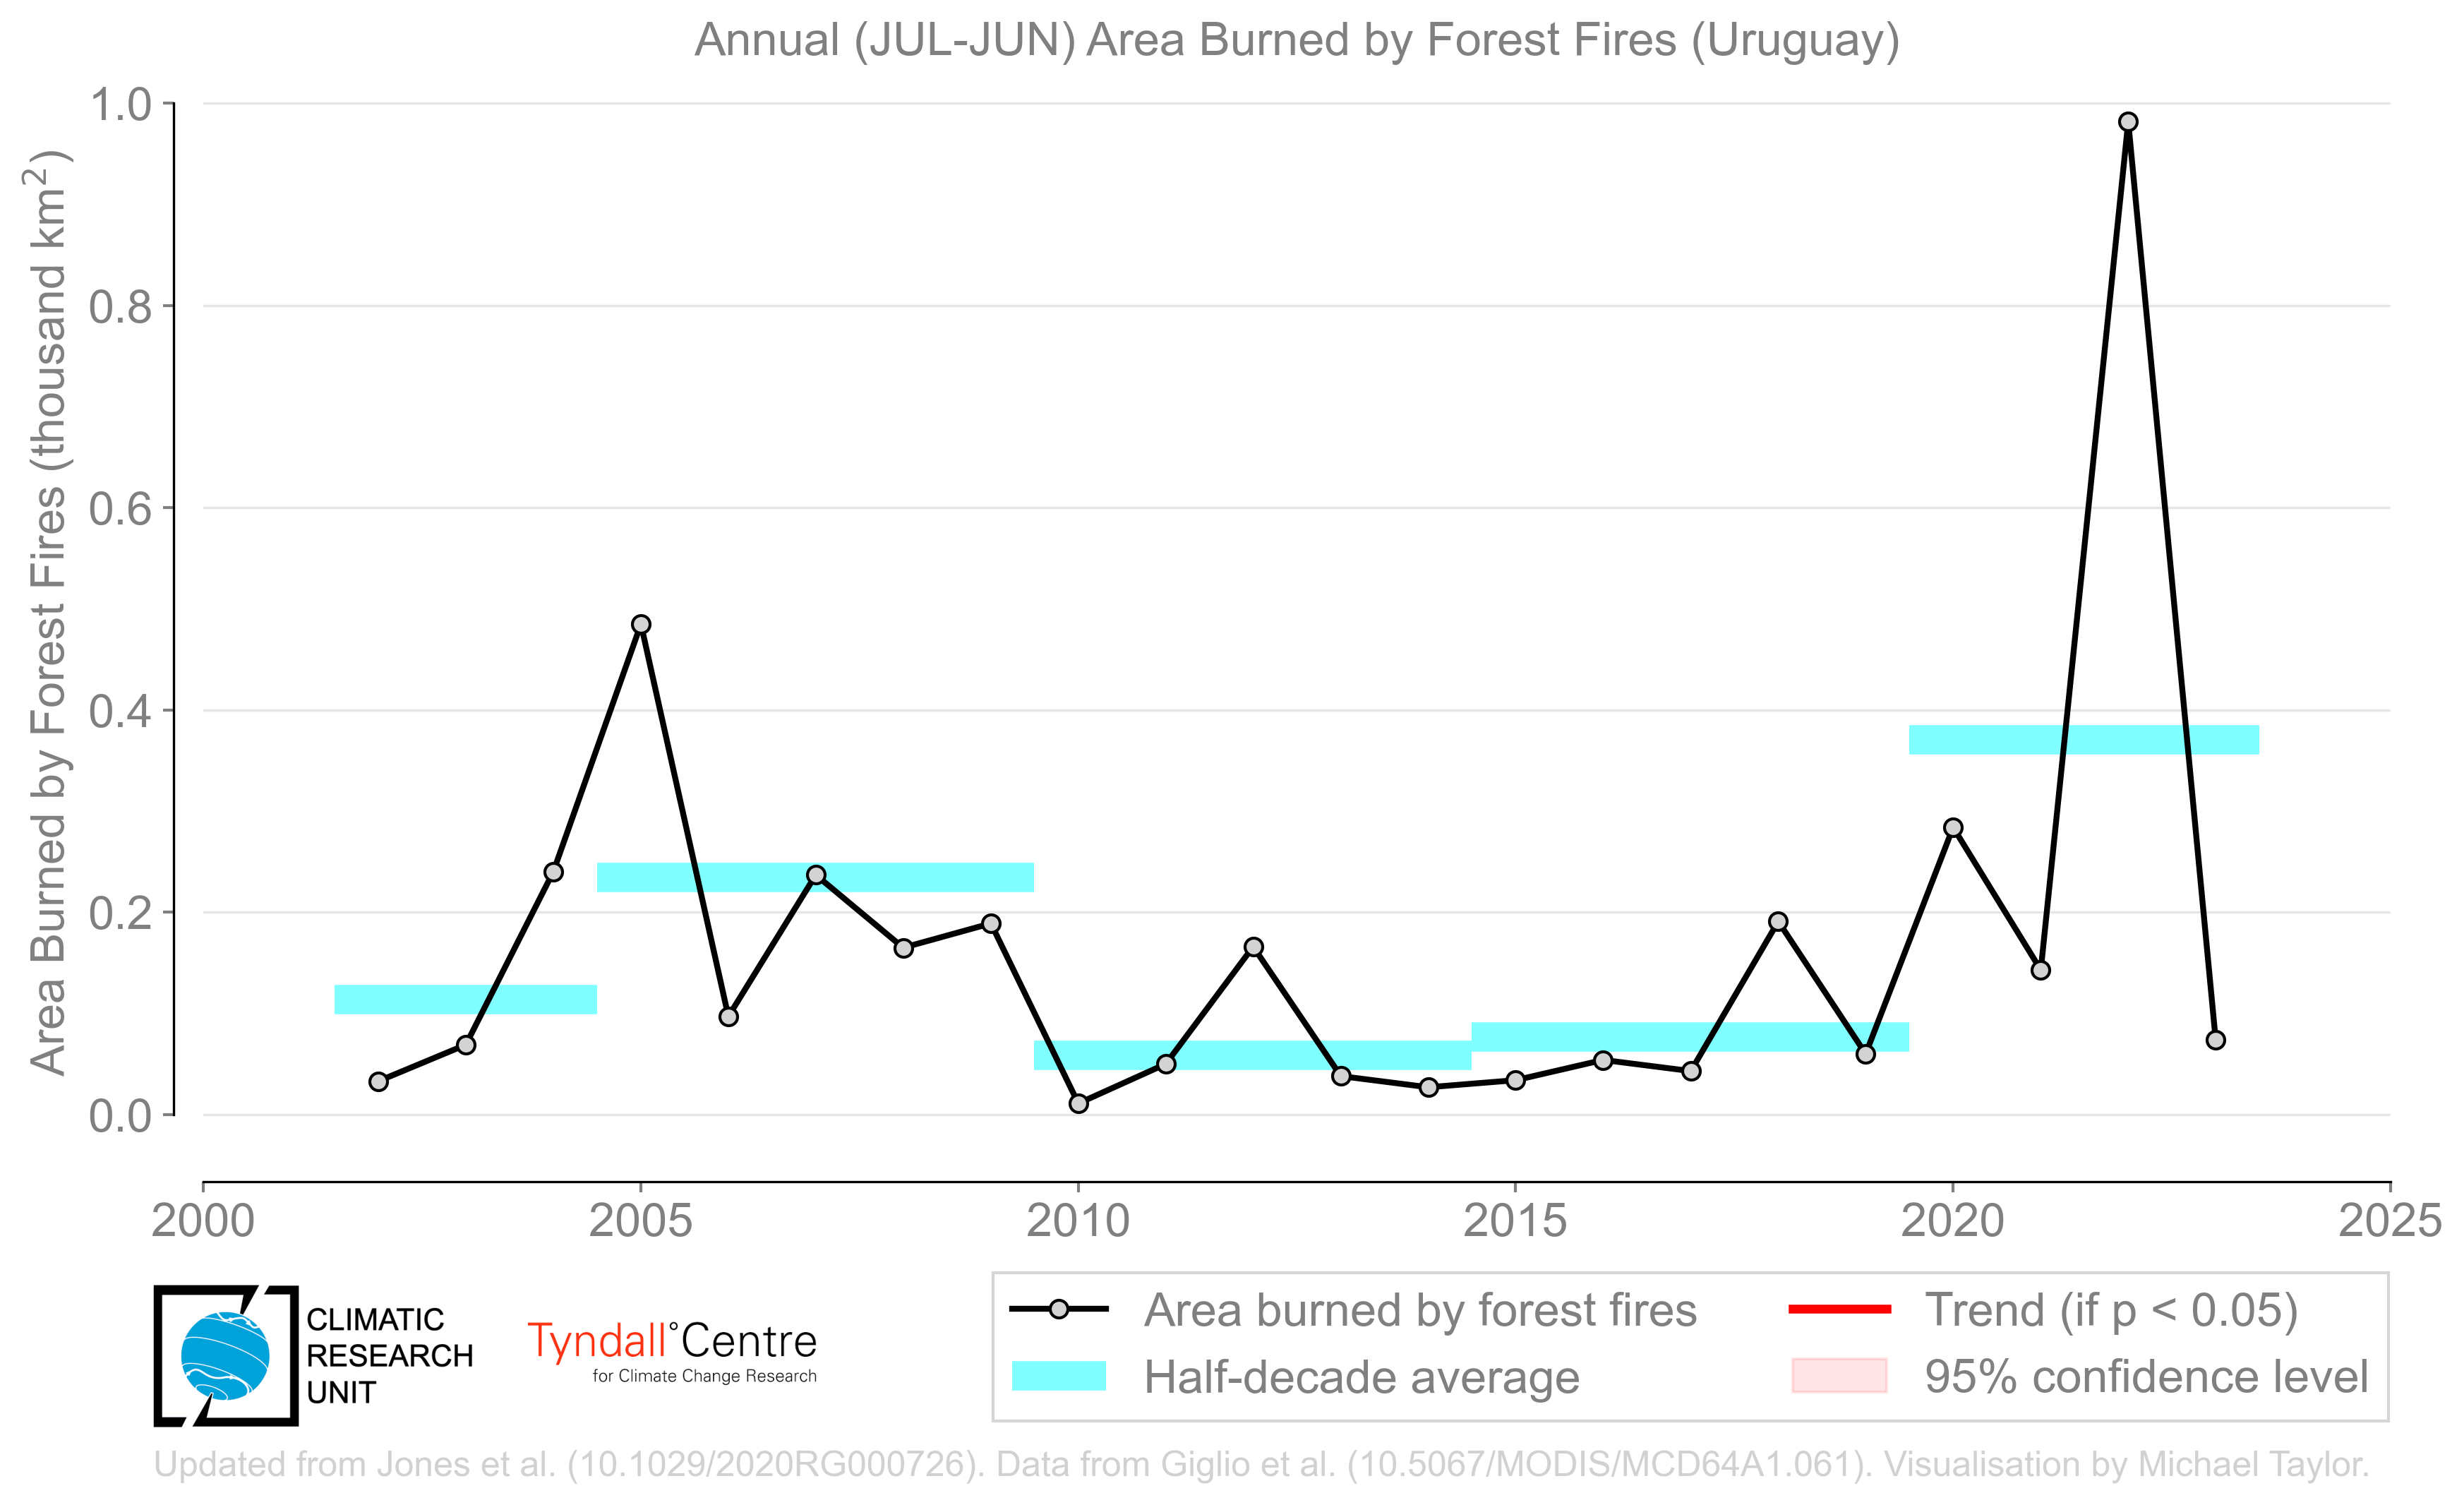 Annual (JUL-JUN) Area Burned by Forest Fires (Uruguay)
Area Burned by Forest Fires (thousand km²)
1.0
0.8
0.6
0.4
0.2
0.0
2000 2005 2010 2015 2020 2025
CLIMATIC
RESEARCH
UNIT
Tyndall°Centre
for Climate Change Research
Area burned by forest fires
Half-decade average
Trend (if p < 0.05)
95% confidence level
Updated from Jones et al. (10.1029/2020RG000726). Data from Giglio et al. (10.5067/MODIS/MCD64A1.061). Visualisation by Michael Taylor.